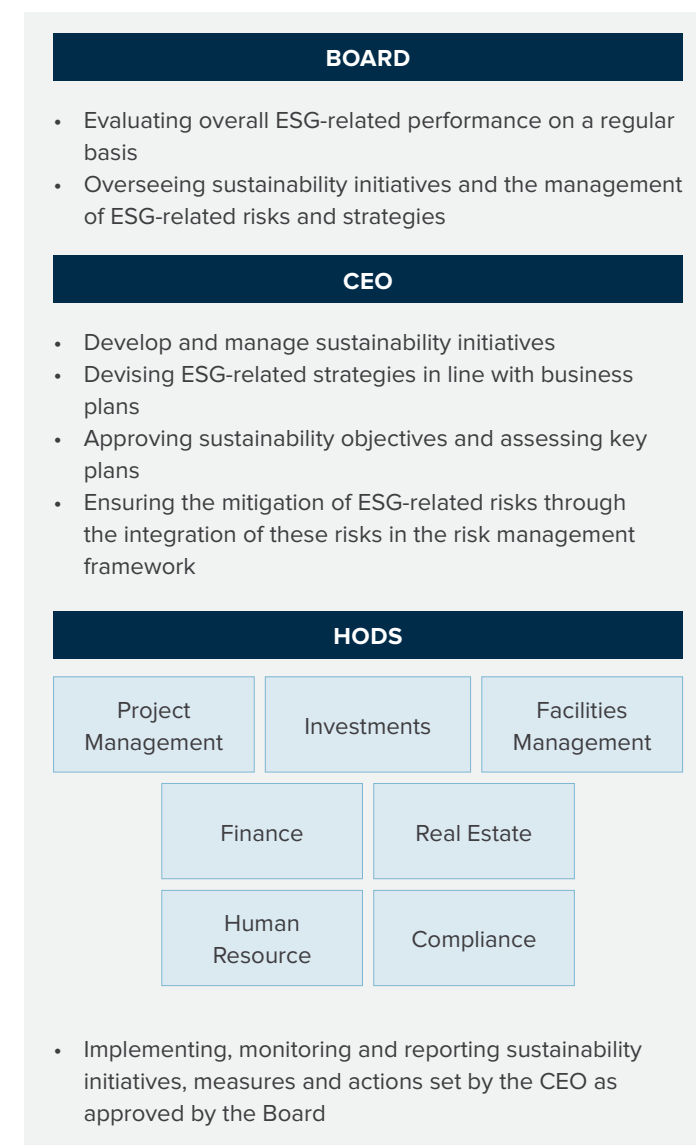 BOARD
• Evaluating overall ESG-related performance on a regular
basis
• Overseeing sustainability initiatives and the management
of ESG-related risks and strategies
CEO
• Develop and manage sustainability initiatives
• Devising ESG-related strategies in line with business
plans
• Approving sustainability objectives and assessing key
plans
• Ensuring the mitigation of ESG-related risks through
the integration of these risks in the risk management
framework
HODS
Project
Management
Investments
Facilities
Management
Finance
Real Estate
Human
Resource
Compliance
• Implementing, monitoring and reporting sustainability
initiatives, measures and actions set by the CEO as
approved by the Board